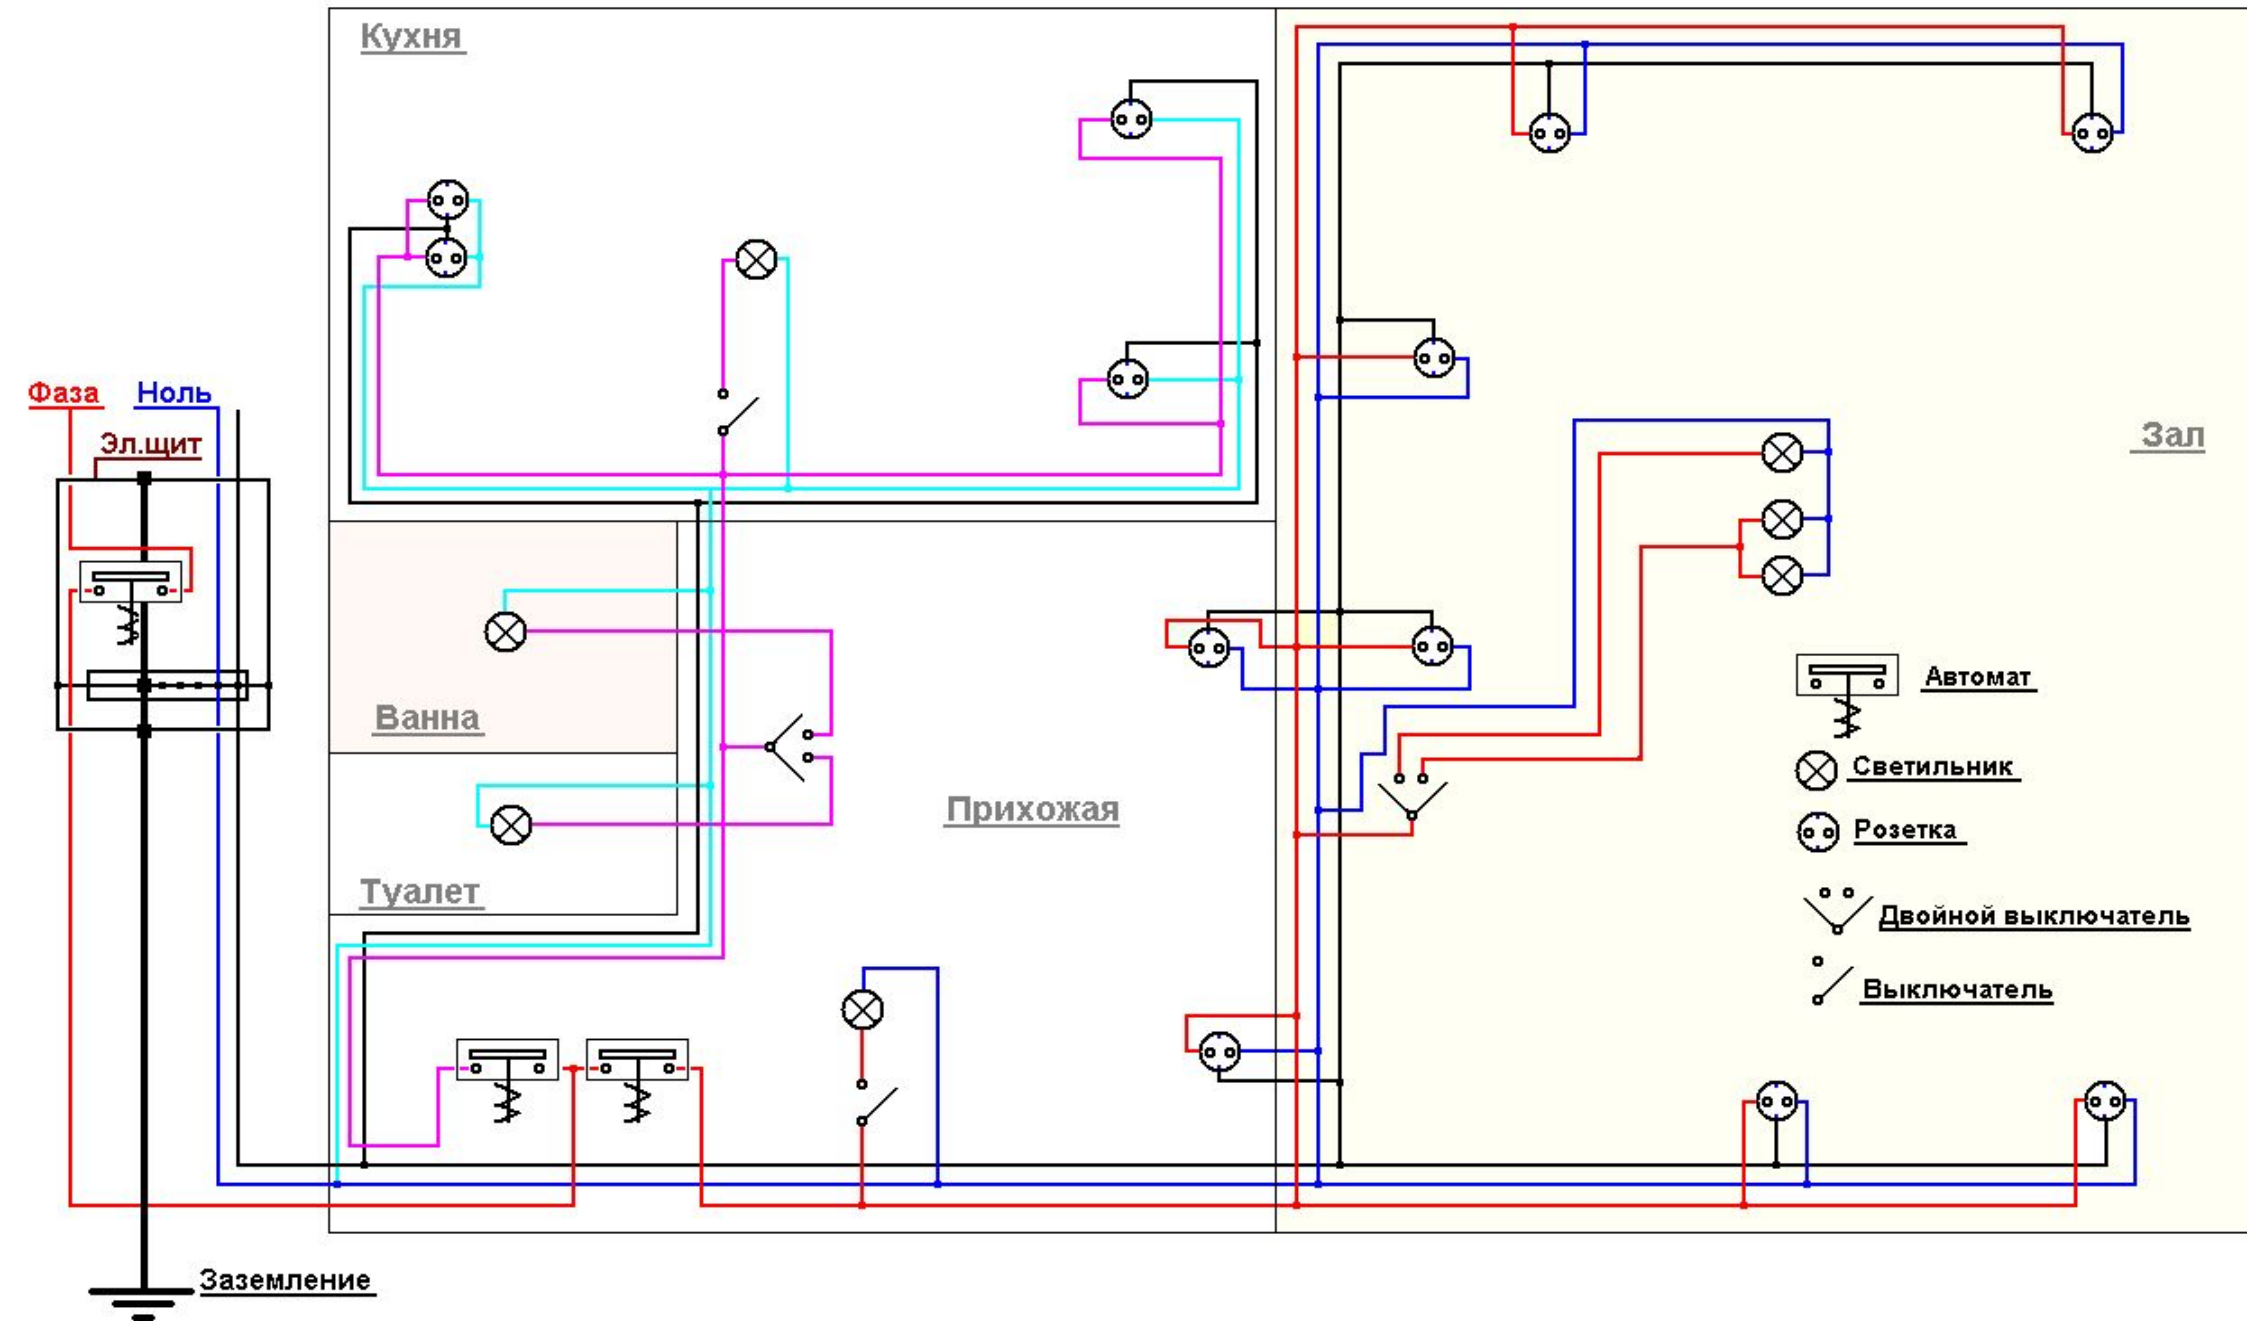 Кухня
Фаза
Ноль
Эл.щит
Зал
Автомат
Ванна
Светильник
Прихожая
Розетка
Туалет
Двойной выключатель
Выключатель
Заземление